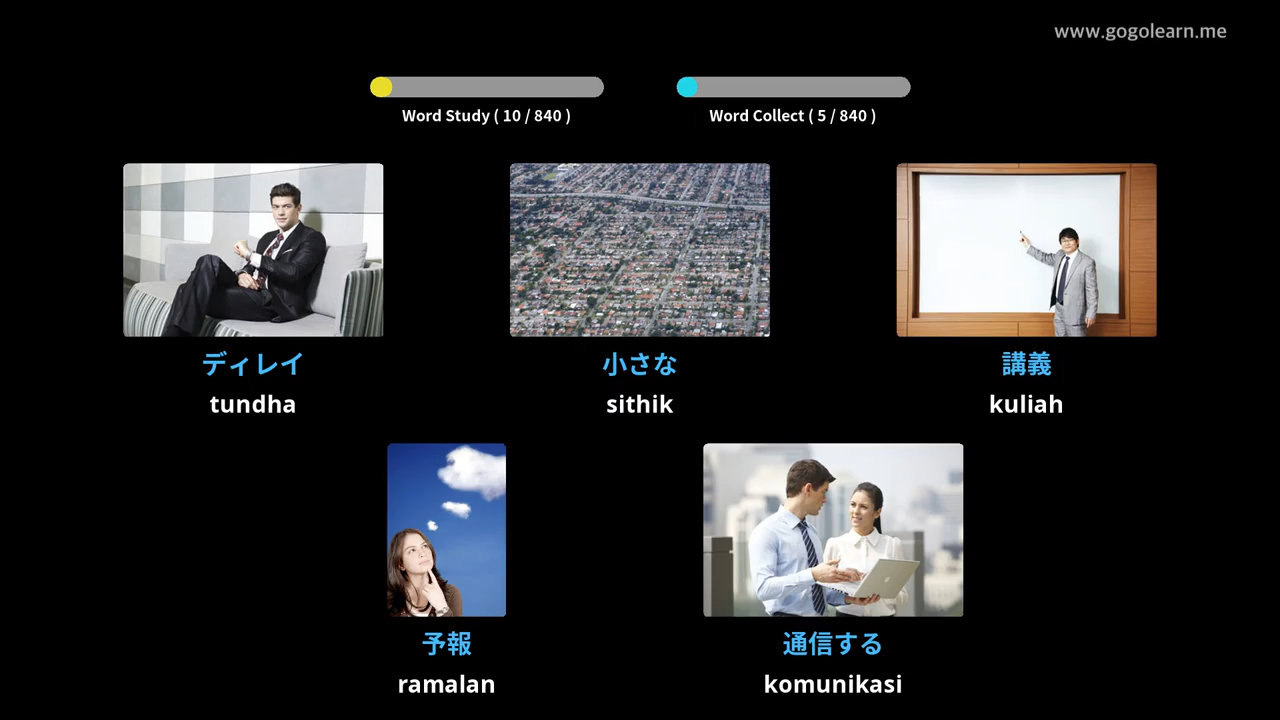 www.gogolearn.me
Word Study ( 10 / 840 )
Word Collect ( 5 / 840 )
ディレイ
小さな
講義
tundha
sithik
kuliah
予報
通信する
ramalan
komunikasi